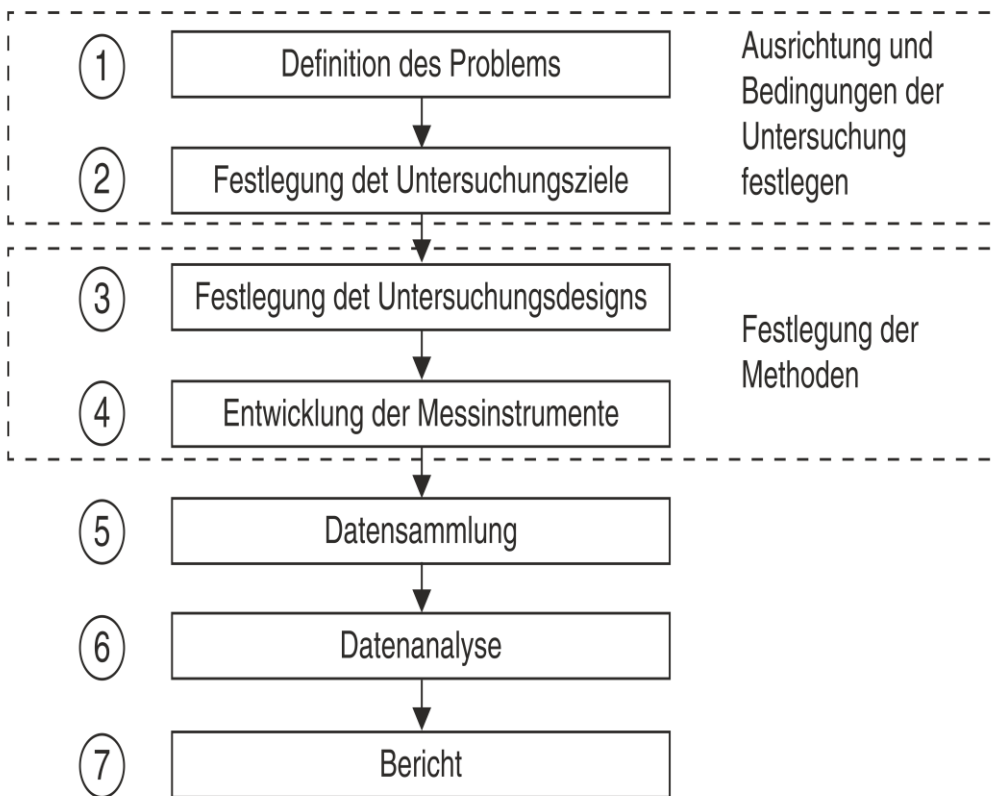 1
Definition des Problems
2
Festlegung det Untersuchungsziele
Ausrichtung und
Bedingungen der
Untersuchung
festlegen
3
Festlegung det Untersuchungsdesigns
4
Entwicklung der Messinstrumente
Festlegung der
Methoden
5
Datensammlung
6
Datenanalyse
7
Bericht